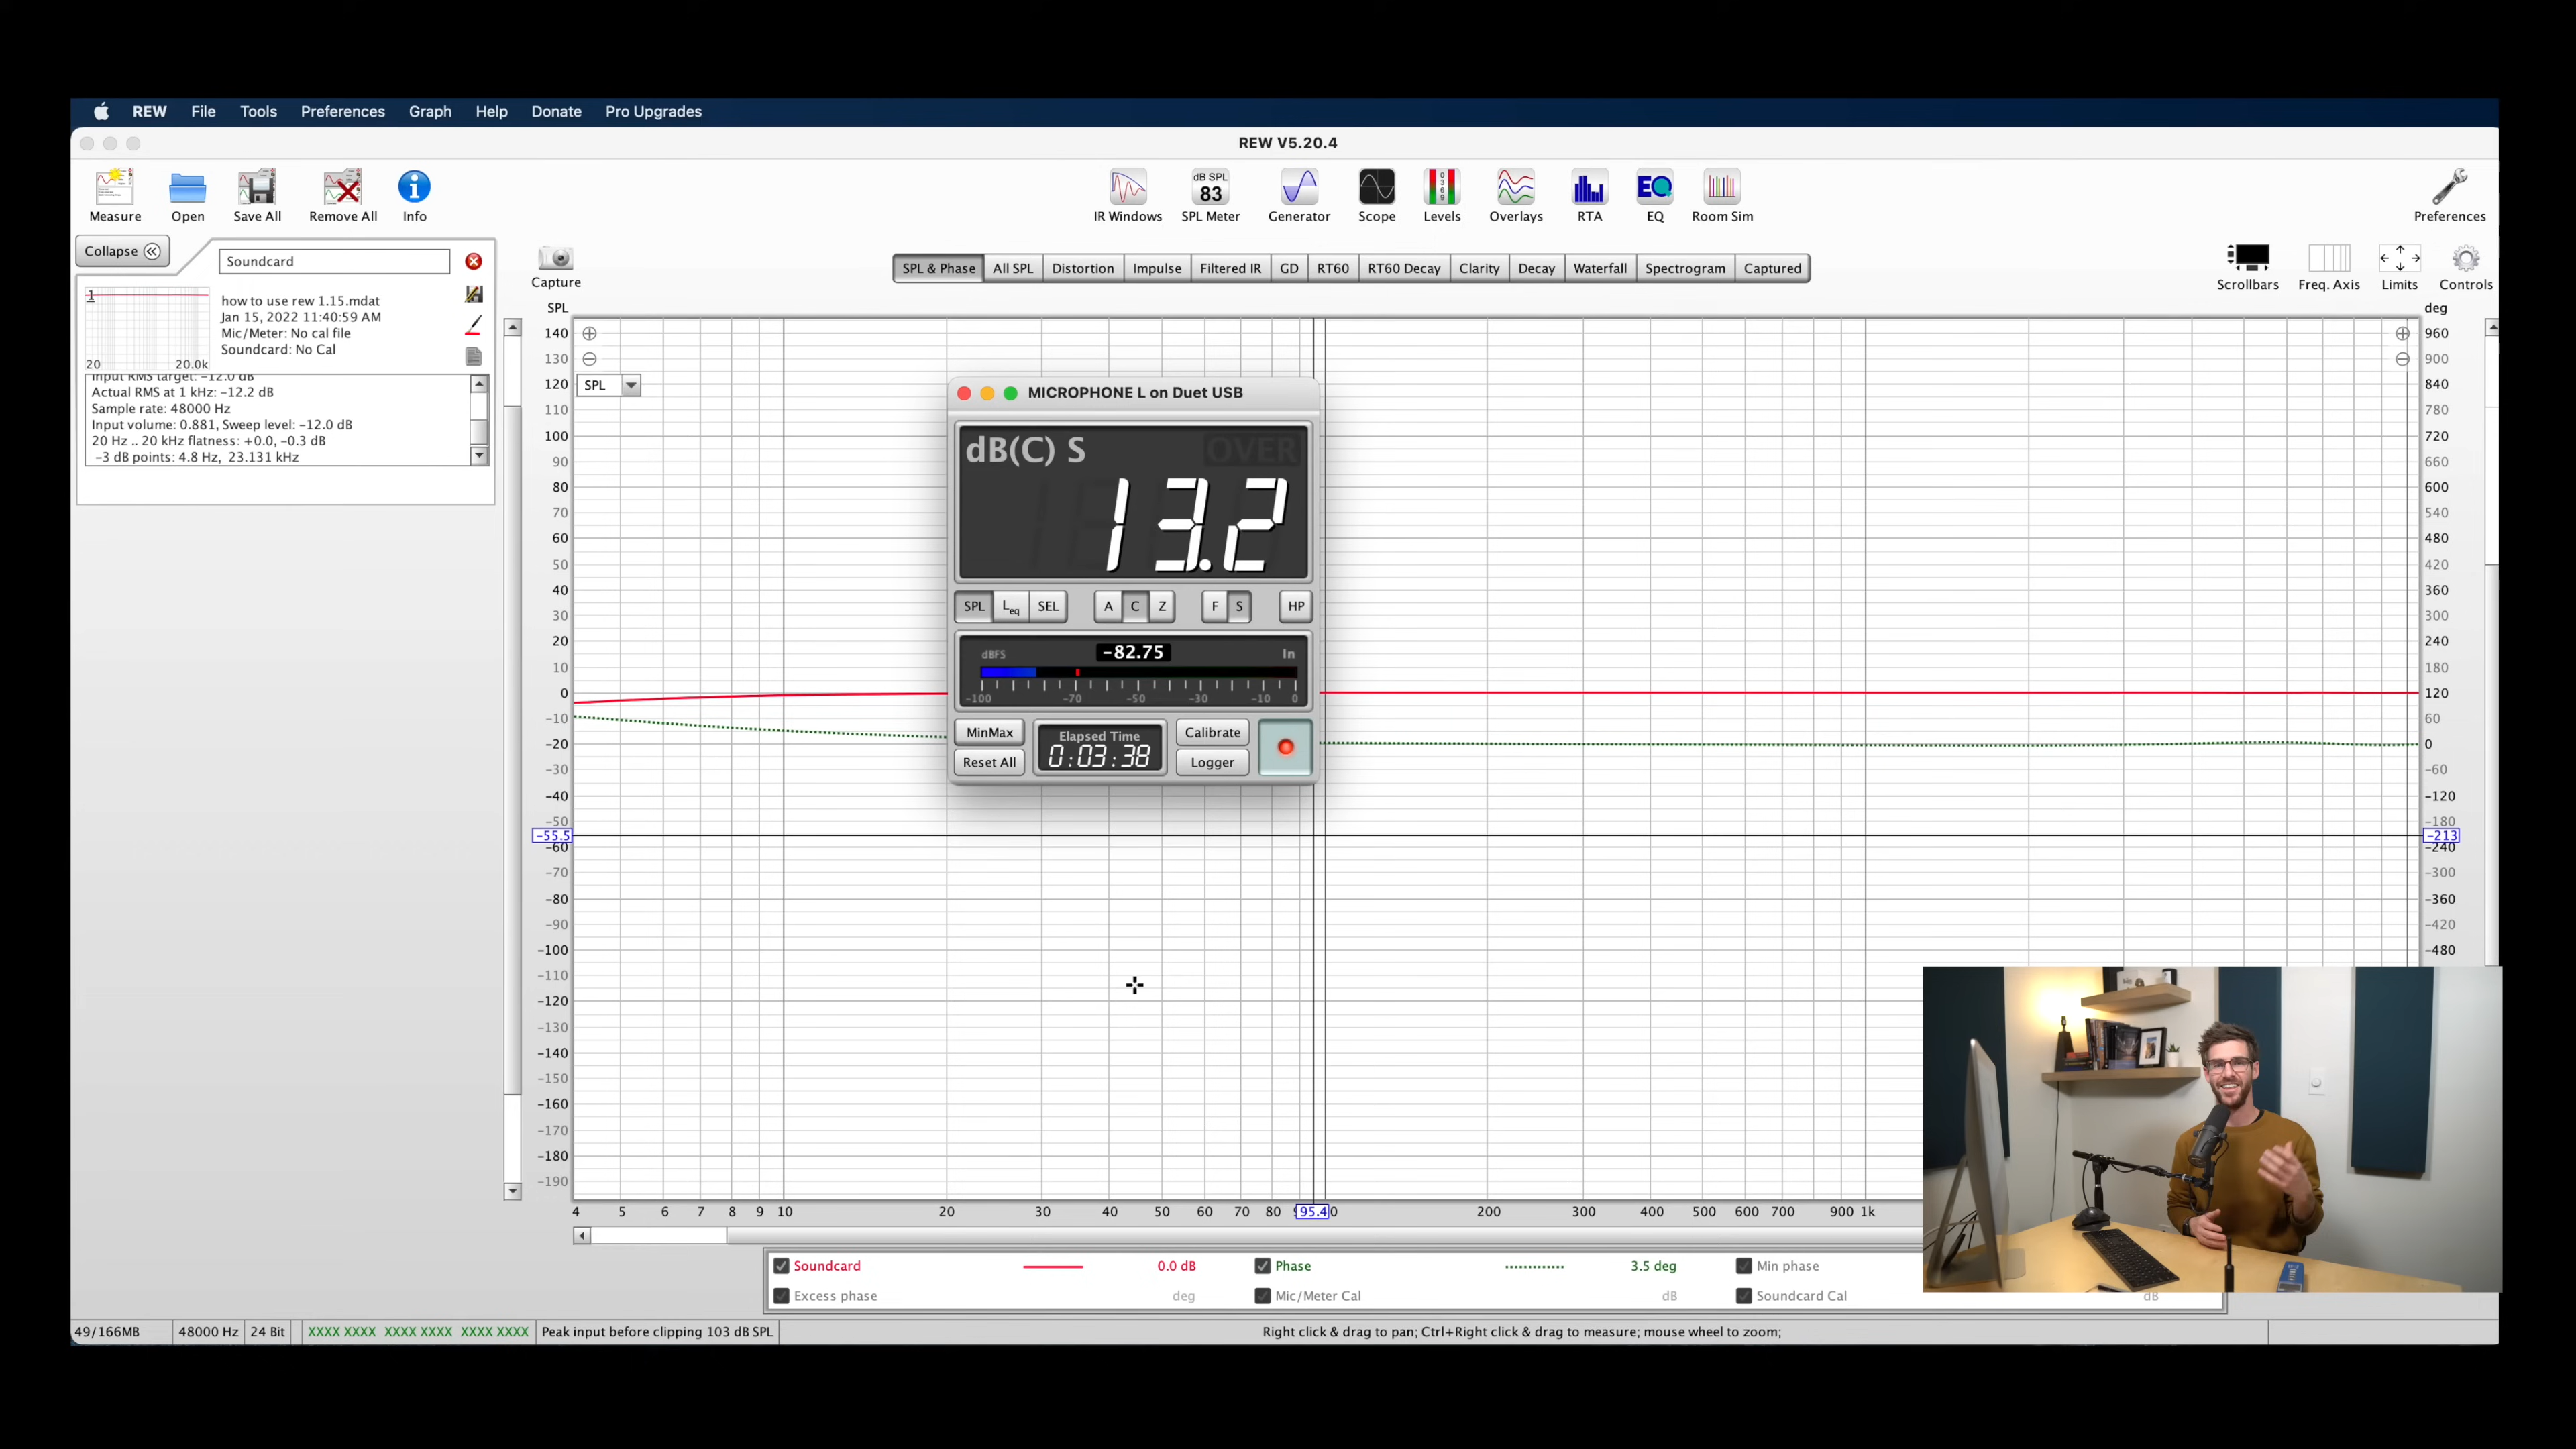 REW File Tools Preferences Graph Help Donate Pro Upgrades
REW V5.20.4
Measure Open Save All Remove All Info
dB SPL
83
IR Windows SPL Meter Generator Scope Levels Overlays RTA EQ Room Sim
Preferences
Collapse
Soundcard
1
20 20.0k
how to use rew 1.15.mdat
Jan 15, 2022 11:40:59 AM
Mic/Meter: No cal file
Soundcard: No Cal
Input RMS target: -12.0 dB
Actual RMS at 1 kHz: -12.2 dB
Sample rate: 48000 Hz
Input volume: 0.881, Sweep level: -12.0 dB
20 Hz .. 20 kHz flatness: +0.0, -0.3 dB
-3 dB points: 4.8 Hz, 23.131 kHz
Capture
SPL & Phase All SPL Distortion Impulse Filtered IR GD RT60 RT60 Decay Clarity Decay Waterfall Spectrogram Captured
Scrollbars Freq. Axis Limits Controls
SPL
deg
140 960
130 900
SPL
120 840
110 780
100 720
90 660
80 600
70 540
60 480
50 420
40 360
30 300
20 240
10 180
0 120
-10 60
-20 0
-30 -60
-40 -120
-50 -180
-55.5 -213
-60 -240
-70 -300
-80 -360
-90 -420
-100 -480
-110
-120
-130
-140
-150
-160
-170
-180
-190
MICROPHONE L on Duet USB
dB(C) S OVER
13.2
SPL Leq SEL A C Z F S HP
dBFS -82.75 In
-100 -70 -50 -30 -10 0
MinMax
Reset All
Elapsed Time
0:03:38
Calibrate
Logger
4 5 6 7 8 9 10 20 30 40 50 60 70 80 95.4 200 300 400 500 600 700 900 1k
Soundcard 0.0 dB Phase 3.5 deg Min phase
Excess phase deg Mic/Meter Cal dB Soundcard Cal dB
49/166MB 48000 Hz 24 Bit XXXX XXXX XXXX XXXX XXXX XXXX Peak input before clipping 103 dB SPL
Right click & drag to pan; Ctrl+Right click & drag to measure; mouse wheel to zoom;